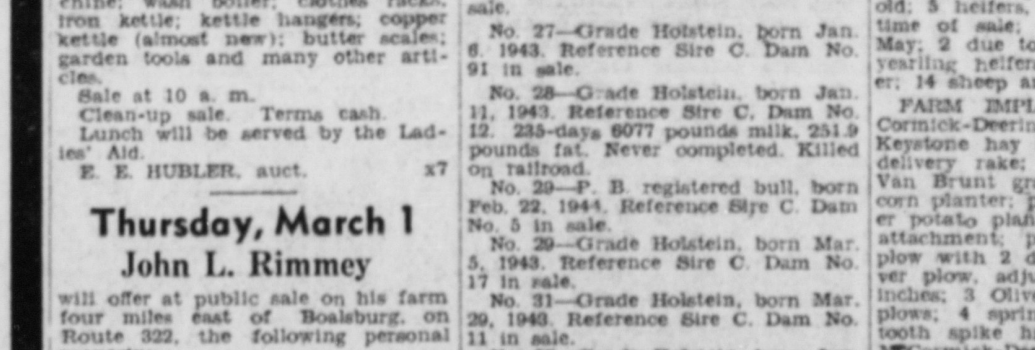 chine; wash boiler; clothes racks,
iron kettle; kettle hangers; copper
kettle (almost new); butter scales;
garden tools and many other arti-
cles.
Sale at 10 a. m.
Clean-up sale. Terms cash.
Lunch will be served by the Lad-
ies' Aid.
E. E. HUBLER, auct. x7
Thursday, March 1
John L. Rimmey
will offer at public sale on his farm
four miles east of Boalsburg, on
Route 322, the following personal
sale.
No. 27—Grade Holstein, born Jan.
6, 1943. Reference Sire C. Dam No.
91 in sale.
No. 28—Grade Holstein, born Jan.
11, 1943. Reference Sire C. Dam No.
12. 235-days 6077 pounds milk, 251.9
pounds fat. Never completed. Killed
on railroad.
No. 29—P. B. registered bull, born
Feb. 22, 1944. Reference Sire C. Dam
No. 5 in sale.
No. 29—Grade Holstein, born Mar.
5, 1943. Reference Sire C. Dam No.
17 in sale.
No. 31—Grade Holstein, born Mar.
29, 1943. Reference Sire C. Dam No.
11 in sale.
old; 5 heifers,
time of sale;
May; 2 due to
yearling heifer
er; 14 sheep
FARM IMP
Cormick-Deerin
Keystone hay
delivery rake;
Van Brunt gr
corn planter; p
er potato plan
attachment;
plow with 2
ver plow, adj
inches; 3 Oliv
plows; 4 sprin
tooth spike h